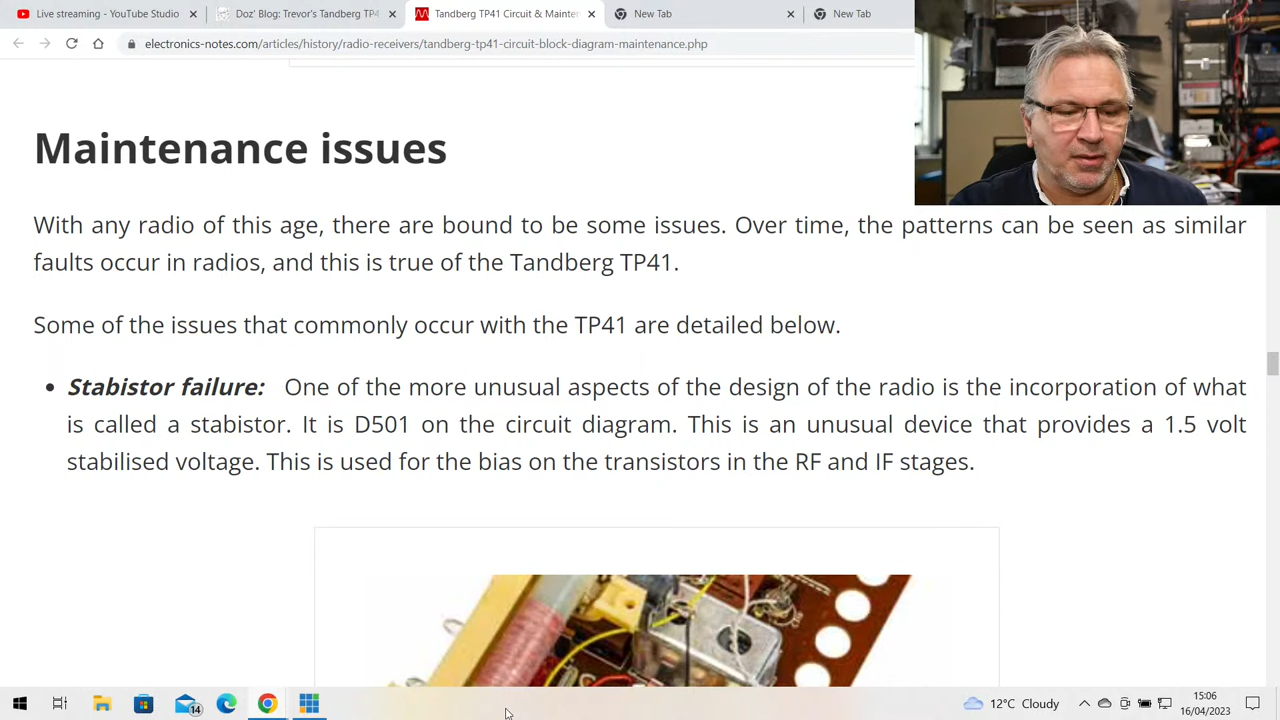 Live streaming - YouTube Studio
Doz' Blog: Trevor's Tandberg TP4
Tandberg TP41 Circuit & Mainten
New Tab
New Tab
electronics-notes.com/articles/history/radio-receivers/tandberg-tp41-circuit-block-diagram-maintenance.php
Maintenance issues
With any radio of this age, there are bound to be some issues. Over time, the patterns can be seen as similar
faults occur in radios, and this is true of the Tandberg TP41.
Some of the issues that commonly occur with the TP41 are detailed below.
• Stabistor failure: One of the more unusual aspects of the design of the radio is the incorporation of what
is called a stabistor. It is D501 on the circuit diagram. This is an unusual device that provides a 1.5 volt
stabilised voltage. This is used for the bias on the transistors in the RF and IF stages.
14
12°C Cloudy
15:06
16/04/2023